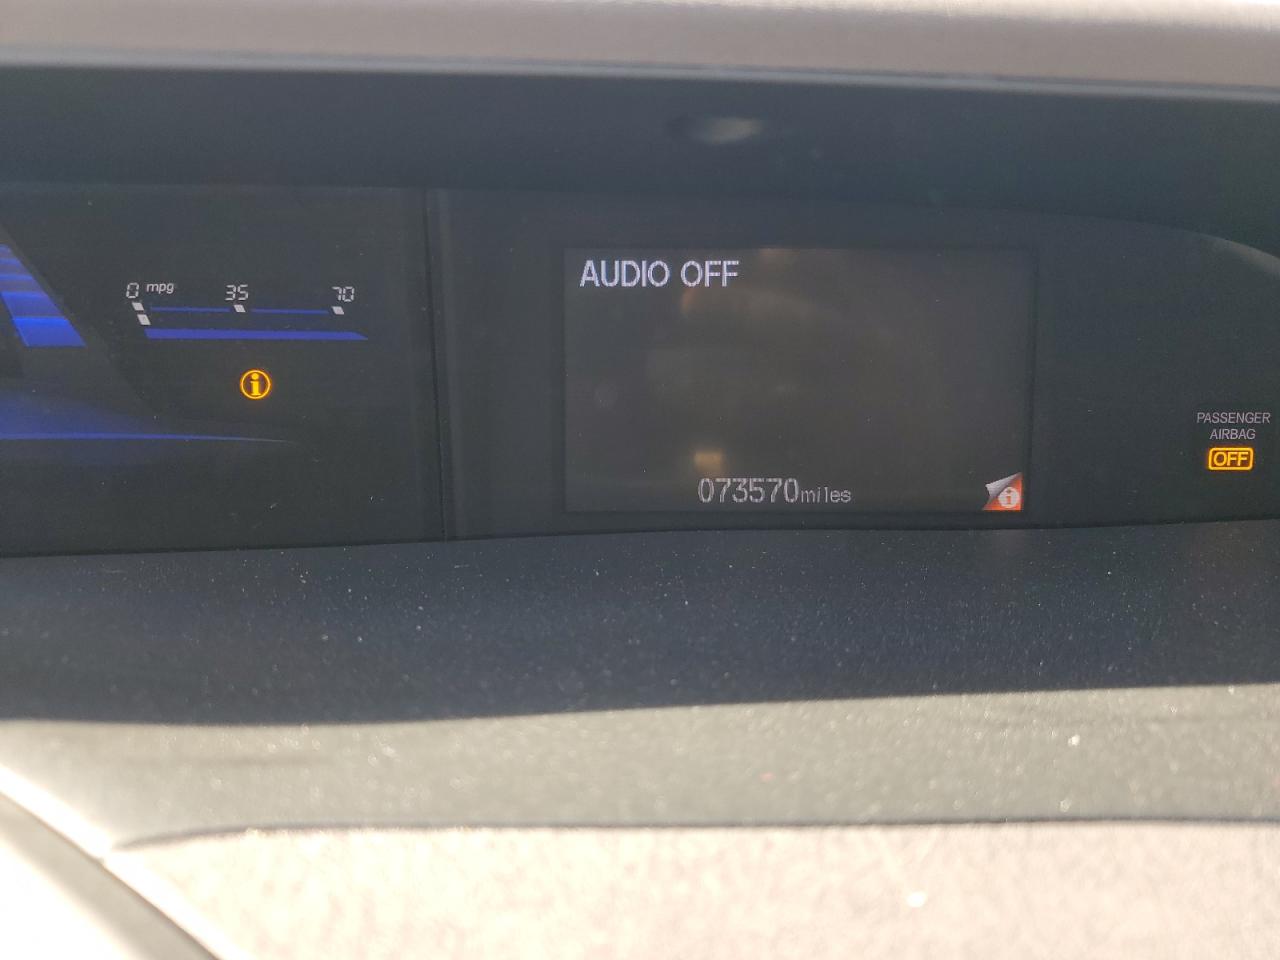 AUDIO OFF
0 mpg 35 70
PASSENGER
AIRBAG
OFF
073570miles